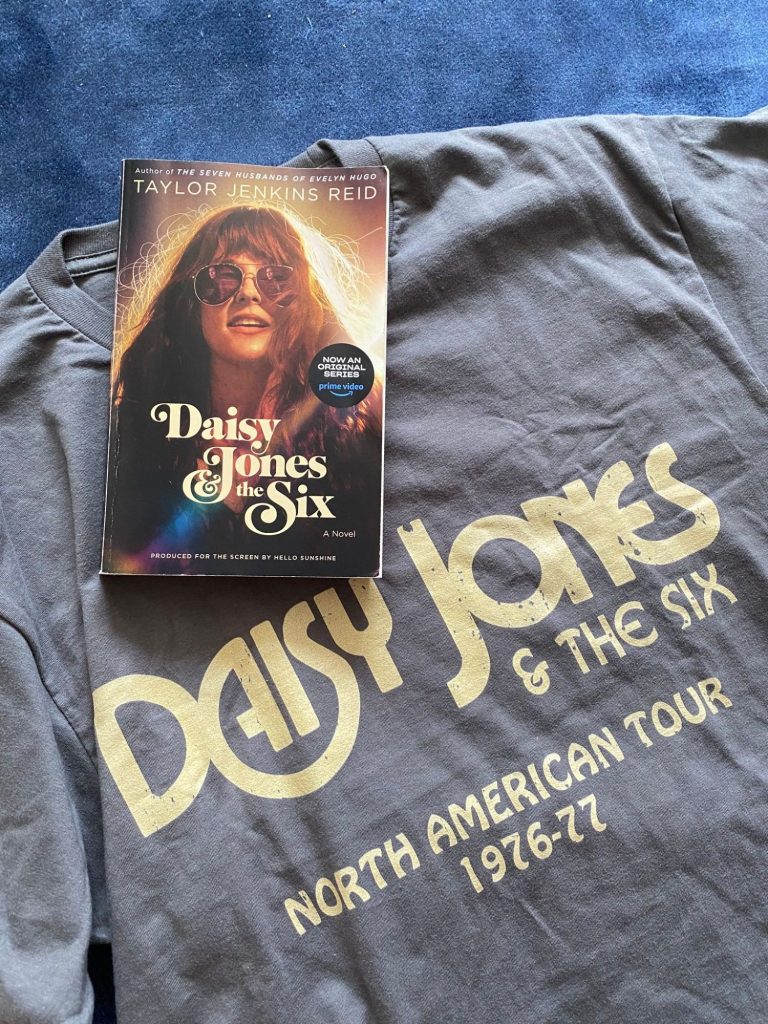 Author of THE SEVEN HUSBANDS OF EVELYN HUGO
TAYLOR JENKINS REID
NOW AN
ORIGINAL
SERIES
prime video
Daisy
Jones
& the
Six
A Novel
PRODUCED FOR THE SCREEN BY HELLO SUNSHINE
DAISY JONES
& THE SIX
NORTH AMERICAN TOUR
1976-77